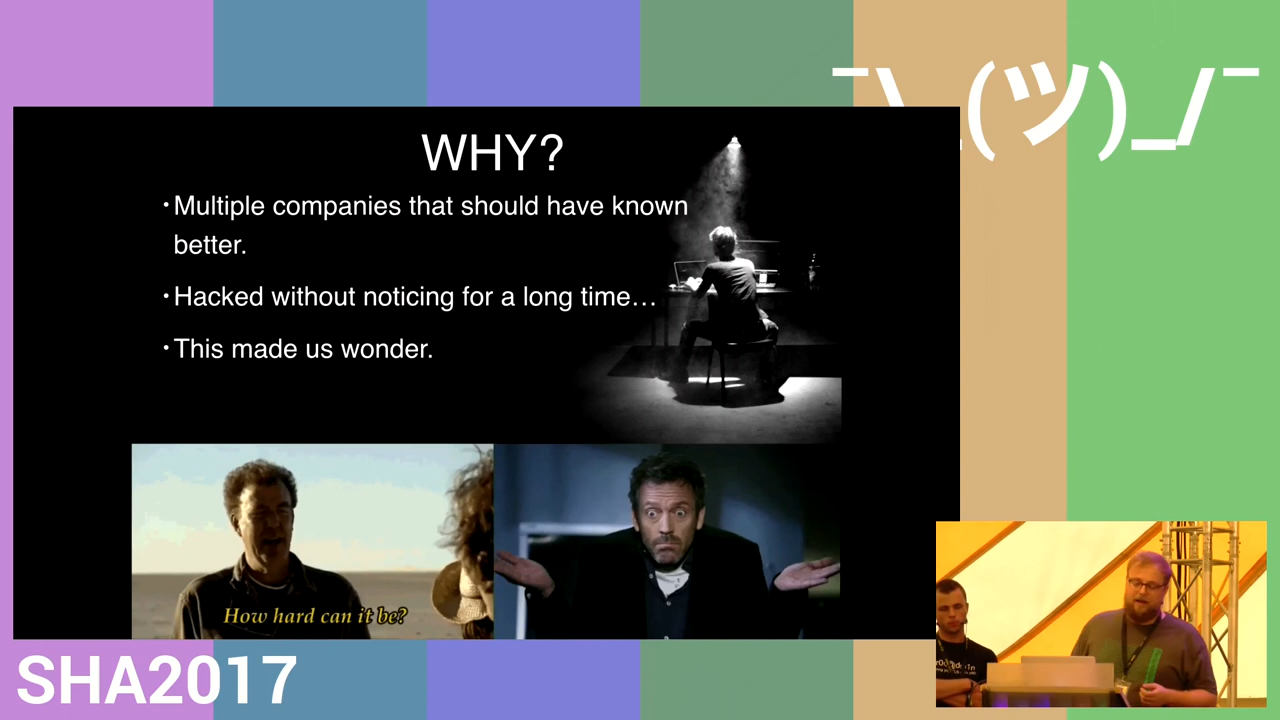 ¯\_(ツ)_/¯
WHY?
•Multiple companies that should have known
better.
•Hacked without noticing for a long time…
•This made us wonder.
How hard can it be?
SHA2017